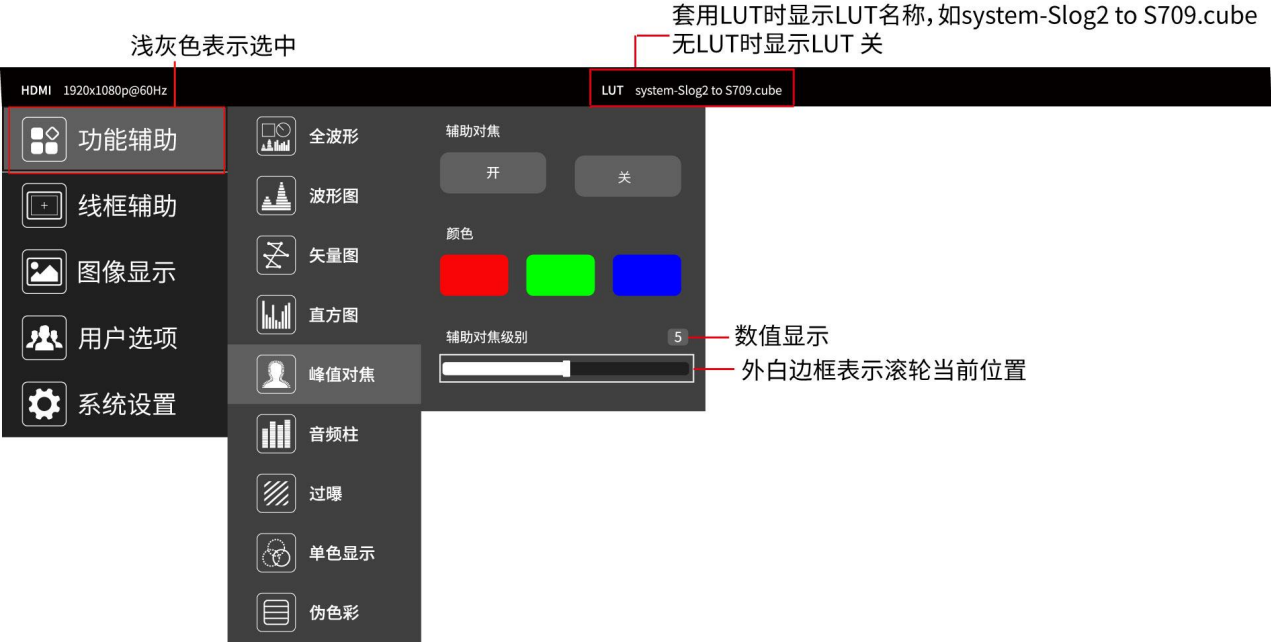 套用LUT时显示LUT名称,如system-Slog2 to S709.cube
无LUT时显示LUT 关
浅灰色表示选中
HDMI 1920x1080p@60Hz
LUT system-Slog2 to S709.cube
功能辅助
线框辅助
图像显示
用户选项
系统设置
全波形
波形图
矢量图
直方图
峰值对焦
音频柱
过曝
单色显示
伪色彩
辅助对焦
开 关
颜色
辅助对焦级别 5
数值显示
外白边框表示滚轮当前位置